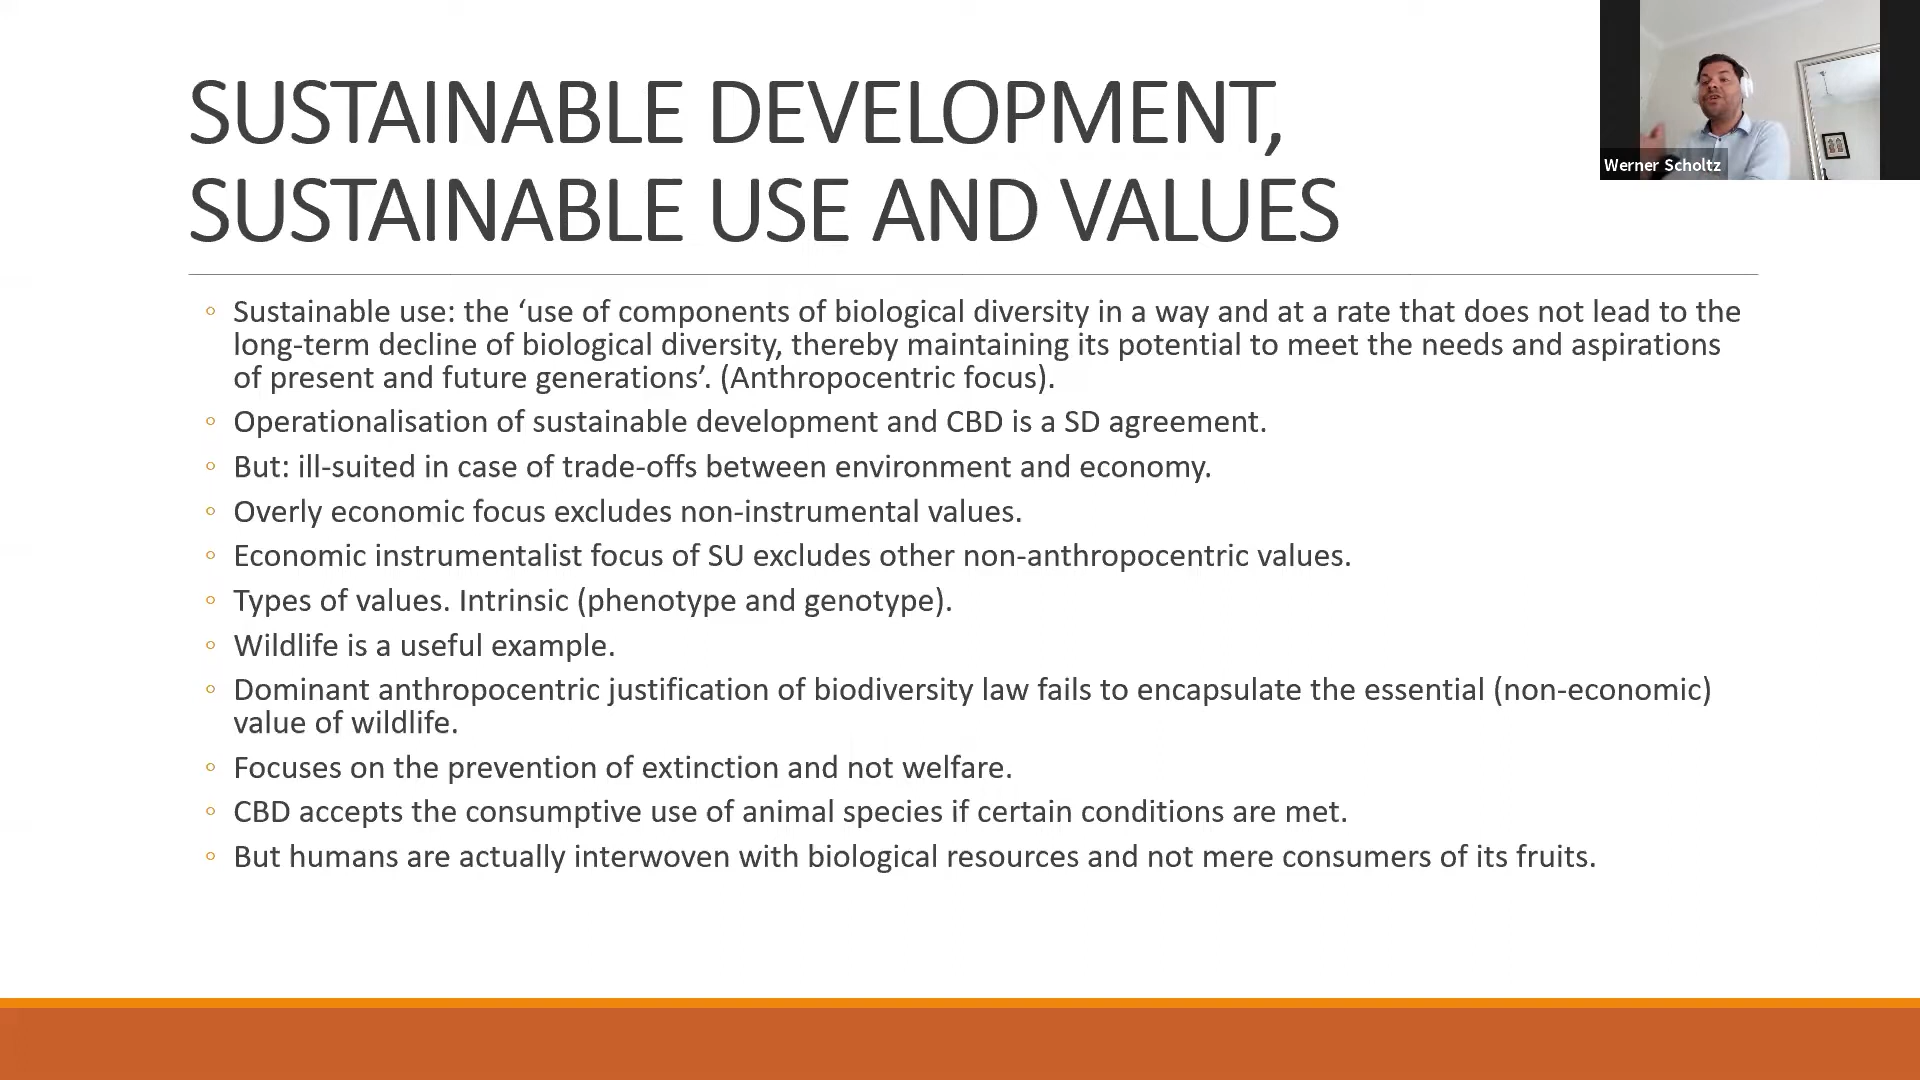 SUSTAINABLE DEVELOPMENT,
SUSTAINABLE USE AND VALUES
Werner Scholtz
◦ Sustainable use: the ‘use of components of biological diversity in a way and at a rate that does not lead to the
long-term decline of biological diversity, thereby maintaining its potential to meet the needs and aspirations
of present and future generations’. (Anthropocentric focus).
◦ Operationalisation of sustainable development and CBD is a SD agreement.
◦ But: ill-suited in case of trade-offs between environment and economy.
◦ Overly economic focus excludes non-instrumental values.
◦ Economic instrumentalist focus of SU excludes other non-anthropocentric values.
◦ Types of values. Intrinsic (phenotype and genotype).
◦ Wildlife is a useful example.
◦ Dominant anthropocentric justification of biodiversity law fails to encapsulate the essential (non-economic)
value of wildlife.
◦ Focuses on the prevention of extinction and not welfare.
◦ CBD accepts the consumptive use of animal species if certain conditions are met.
◦ But humans are actually interwoven with biological resources and not mere consumers of its fruits.